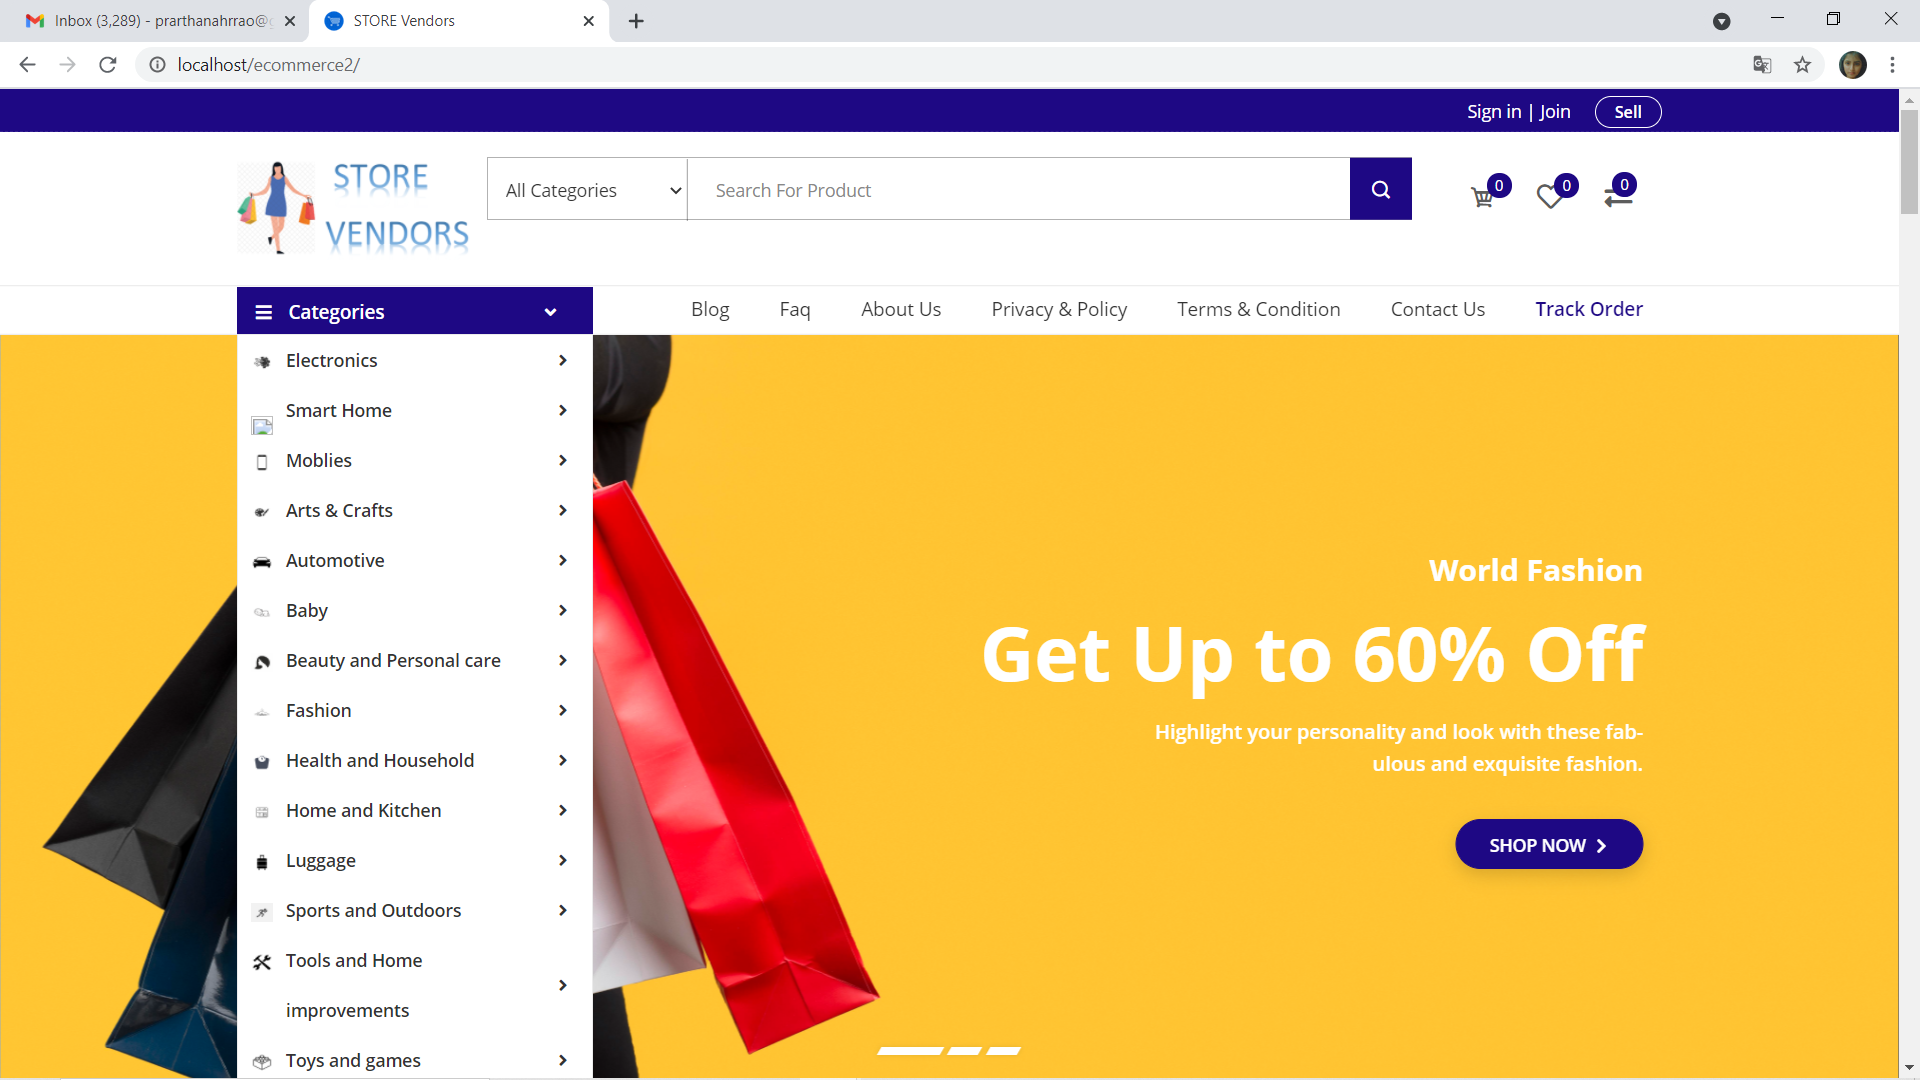 Inbox (3,289) - prarthanahrrao@
STORE Vendors
localhost/ecommerce2/
Sign in | Join
Sell
STORE
VENDORS
All Categories
Search For Product
0
0
0
Categories
Blog
Faq
About Us
Privacy & Policy
Terms & Condition
Contact Us
Track Order
Electronics
Smart Home
Moblies
Arts & Crafts
Automotive
Baby
Beauty and Personal care
Fashion
Health and Household
Home and Kitchen
Luggage
Sports and Outdoors
Tools and Home
improvements
Toys and games
World Fashion
Get Up to 60% Off
Highlight your personality and look with these fab-
ulous and exquisite fashion.
SHOP NOW